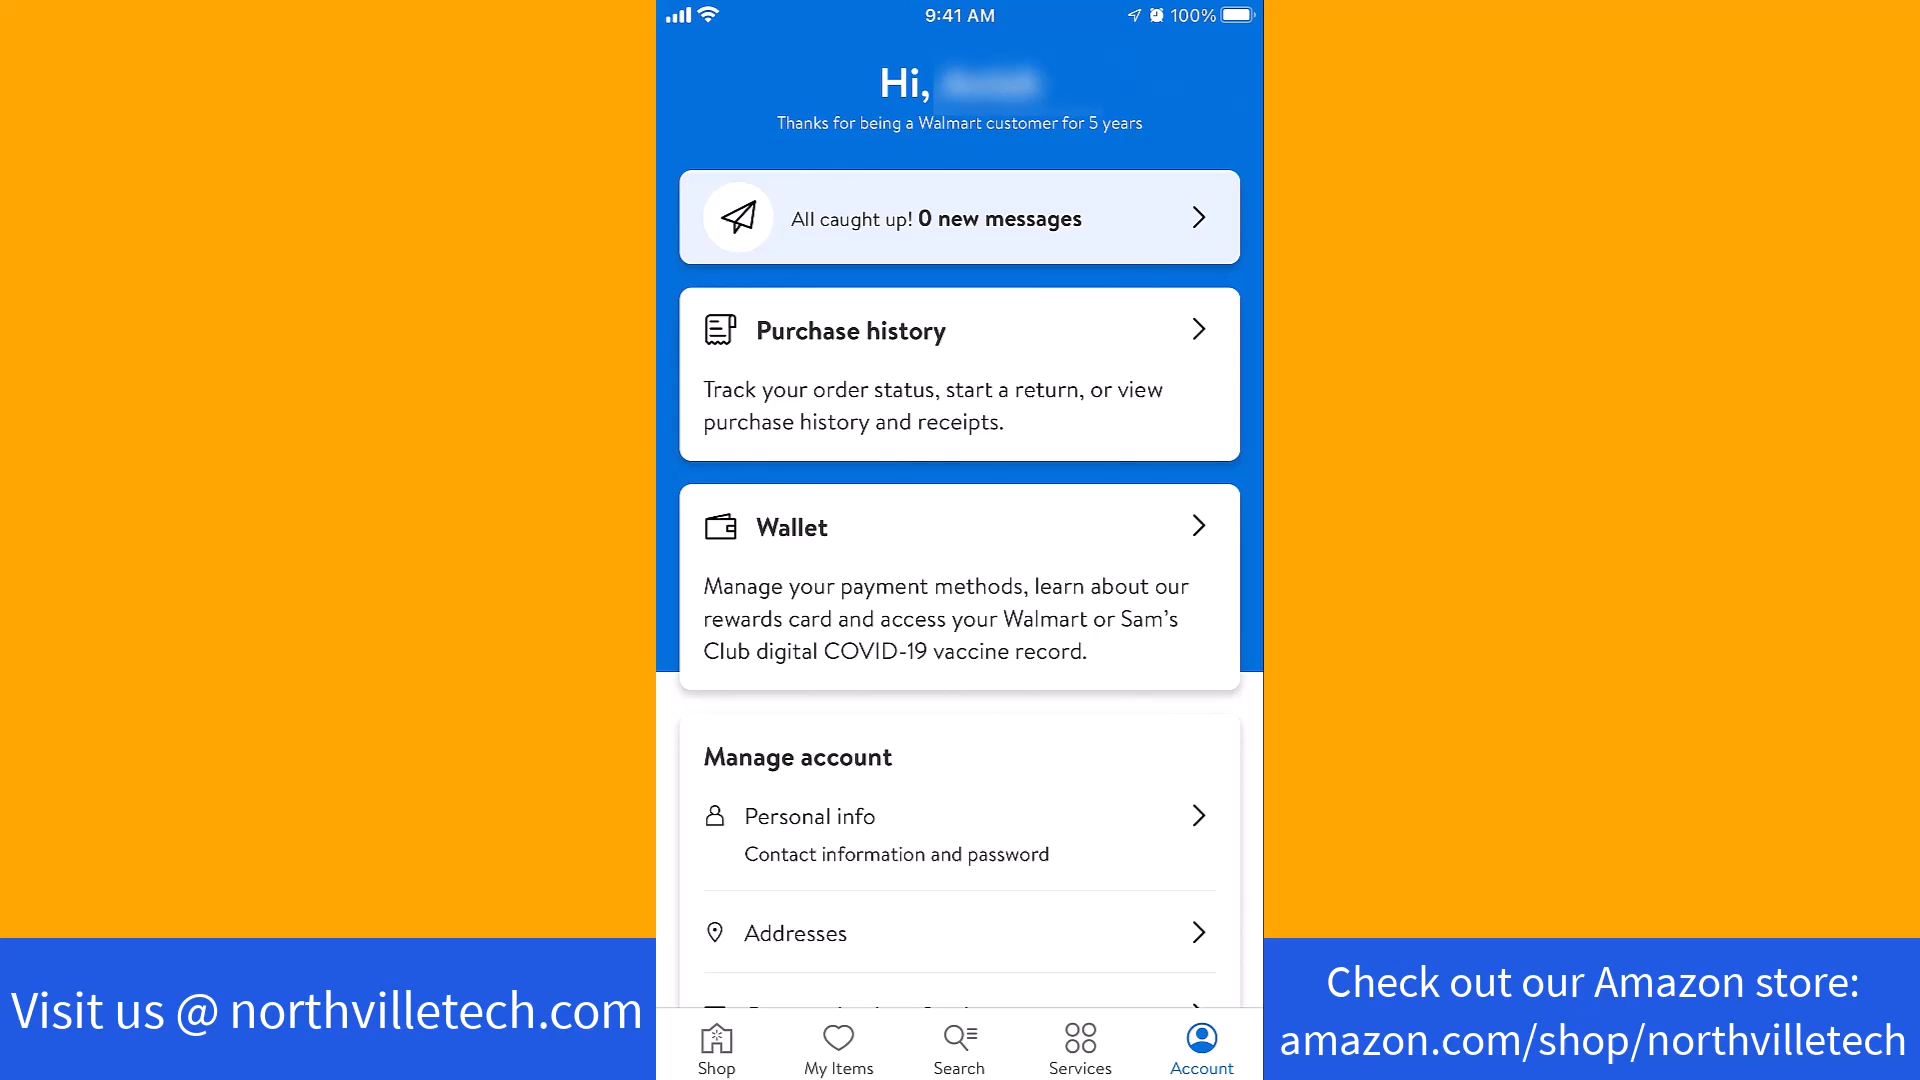 9:41 AM
100%
Hi,
Thanks for being a Walmart customer for 5 years
All caught up! 0 new messages
Purchase history
Track your order status, start a return, or view
purchase history and receipts.
Wallet
Manage your payment methods, learn about our
rewards card and access your Walmart or Sam's
Club digital COVID-19 vaccine record.
Manage account
Personal info
Contact information and password
Addresses
Shop
My Items
Search
Services
Account
Visit us @ northvilletech.com
Check out our Amazon store:
amazon.com/shop/northvilletech